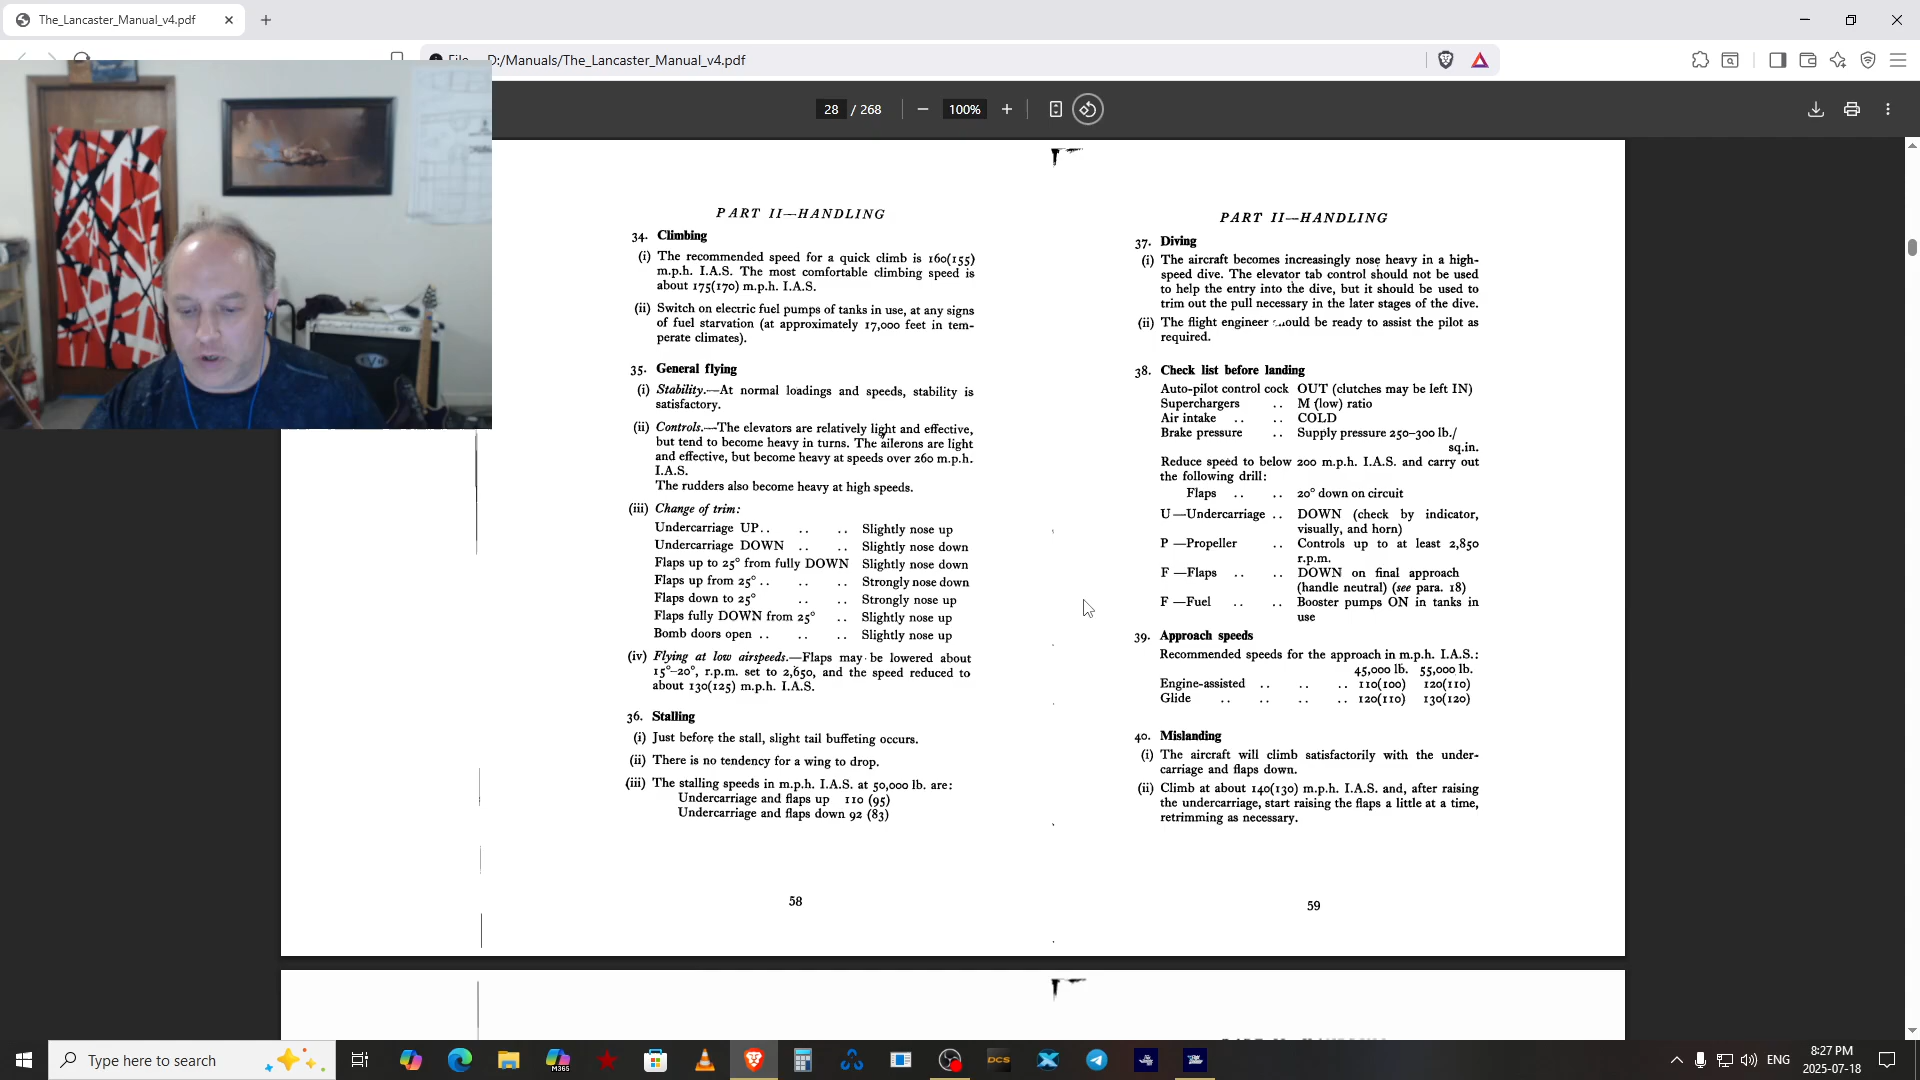 The_Lancaster_Manual_v4.pdf
File
D:/Manuals/The_Lancaster_Manual_v4.pdf
28 / 268
100%
PART II—HANDLING
34. Climbing
(i) The recommended speed for a quick climb is 160(155)
m.p.h. I.A.S. The most comfortable climbing speed is
about 175(170) m.p.h. I.A.S.
(ii) Switch on electric fuel pumps of tanks in use, at any signs
of fuel starvation (at approximately 17,000 feet in tem-
perate climates).
35. General flying
(i) Stability.—At normal loadings and speeds, stability is
satisfactory.
(ii) Controls.—The elevators are relatively light and effective,
but tend to become heavy in turns. The ailerons are light
and effective, but become heavy at speeds over 260 m.p.h.
I.A.S.
The rudders also become heavy at high speeds.
(iii) Change of trim:
Undercarriage UP .. .. .. Slightly nose up
Undercarriage DOWN .. .. Slightly nose down
Flaps up to 25° from fully DOWN Slightly nose down
Flaps up from 25° .. .. .. Strongly nose down
Flaps down to 25° .. .. Strongly nose up
Flaps fully DOWN from 25° .. Slightly nose up
Bomb doors open .. .. .. Slightly nose up
(iv) Flying at low airspeeds.—Flaps may be lowered about
15°–20°, r.p.m. set to 2,650, and the speed reduced to
about 130(125) m.p.h. I.A.S.
36. Stalling
(i) Just before the stall, slight tail buffeting occurs.
(ii) There is no tendency for a wing to drop.
(iii) The stalling speeds in m.p.h. I.A.S. at 50,000 lb. are:
Undercarriage and flaps up 110 (95)
Undercarriage and flaps down 92 (83)
58
PART II—HANDLING
37. Diving
(i) The aircraft becomes increasingly nose heavy in a high-
speed dive. The elevator tab control should not be used
to help the entry into the dive, but it should be used to
trim out the pull necessary in the later stages of the dive.
(ii) The flight engineer be ready to assist the pilot as
required.
38. Check list before landing
Auto-pilot control cock OUT (clutches may be left IN)
Superchargers .. M (low) ratio
Air intake .. .. COLD
Brake pressure .. Supply pressure 250–300 lb./
sq.in.
Reduce speed to below 200 m.p.h. I.A.S. and carry out
the following drill:
Flaps .. .. 20° down on circuit
U —Undercarriage .. DOWN (check by indicator,
visually, and horn)
P —Propeller .. Controls up to at least 2,850
r.p.m.
F —Flaps .. .. DOWN on final approach
(handle neutral) (see para. 18)
F —Fuel .. .. Booster pumps ON in tanks in
use
39. Approach speeds
Recommended speeds for the approach in m.p.h. I.A.S.:
45,000 lb. 55,000 lb.
Engine-assisted .. .. .. 110(100) 120(110)
Glide .. .. .. .. 120(110) 130(120)
40. Mislanding
(i) The aircraft will climb satisfactorily with the under-
carriage and flaps down.
(ii) Climb at about 140(130) m.p.h. I.A.S. and, after raising
the undercarriage, start raising the flaps a little at a time,
retrimming as necessary.
59
Type here to search
M365
DCS
ENG
8:27 PM
2025-07-18